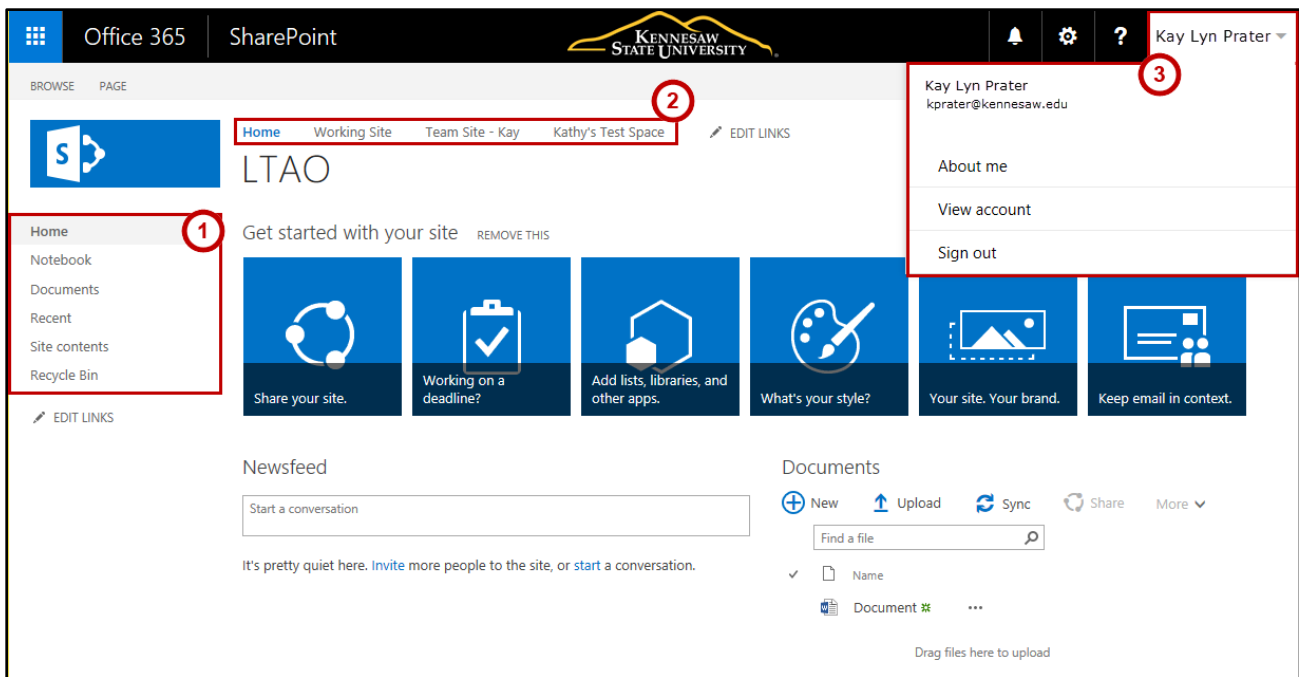 Office 365
SharePoint
KENNESAW
STATE UNIVERSITY
?
Kay Lyn Prater
BROWSE PAGE
Kay Lyn Prater
kprater@kennesaw.edu
3
About me
View account
Sign out
2
S
Home Working Site Team Site - Kay Kathy's Test Space EDIT LINKS
LTAO
1
Home
Notebook
Documents
Recent
Site contents
Recycle Bin
EDIT LINKS
Get started with your site REMOVE THIS
Share your site.
Working on a
deadline?
Add lists, libraries, and
other apps.
What's your style?
Your site. Your brand.
Keep email in context.
Newsfeed
Start a conversation
It's pretty quiet here. Invite more people to the site, or start a conversation.
Documents
New Upload Sync Share More
Find a file
Name
Document
Drag files here to upload